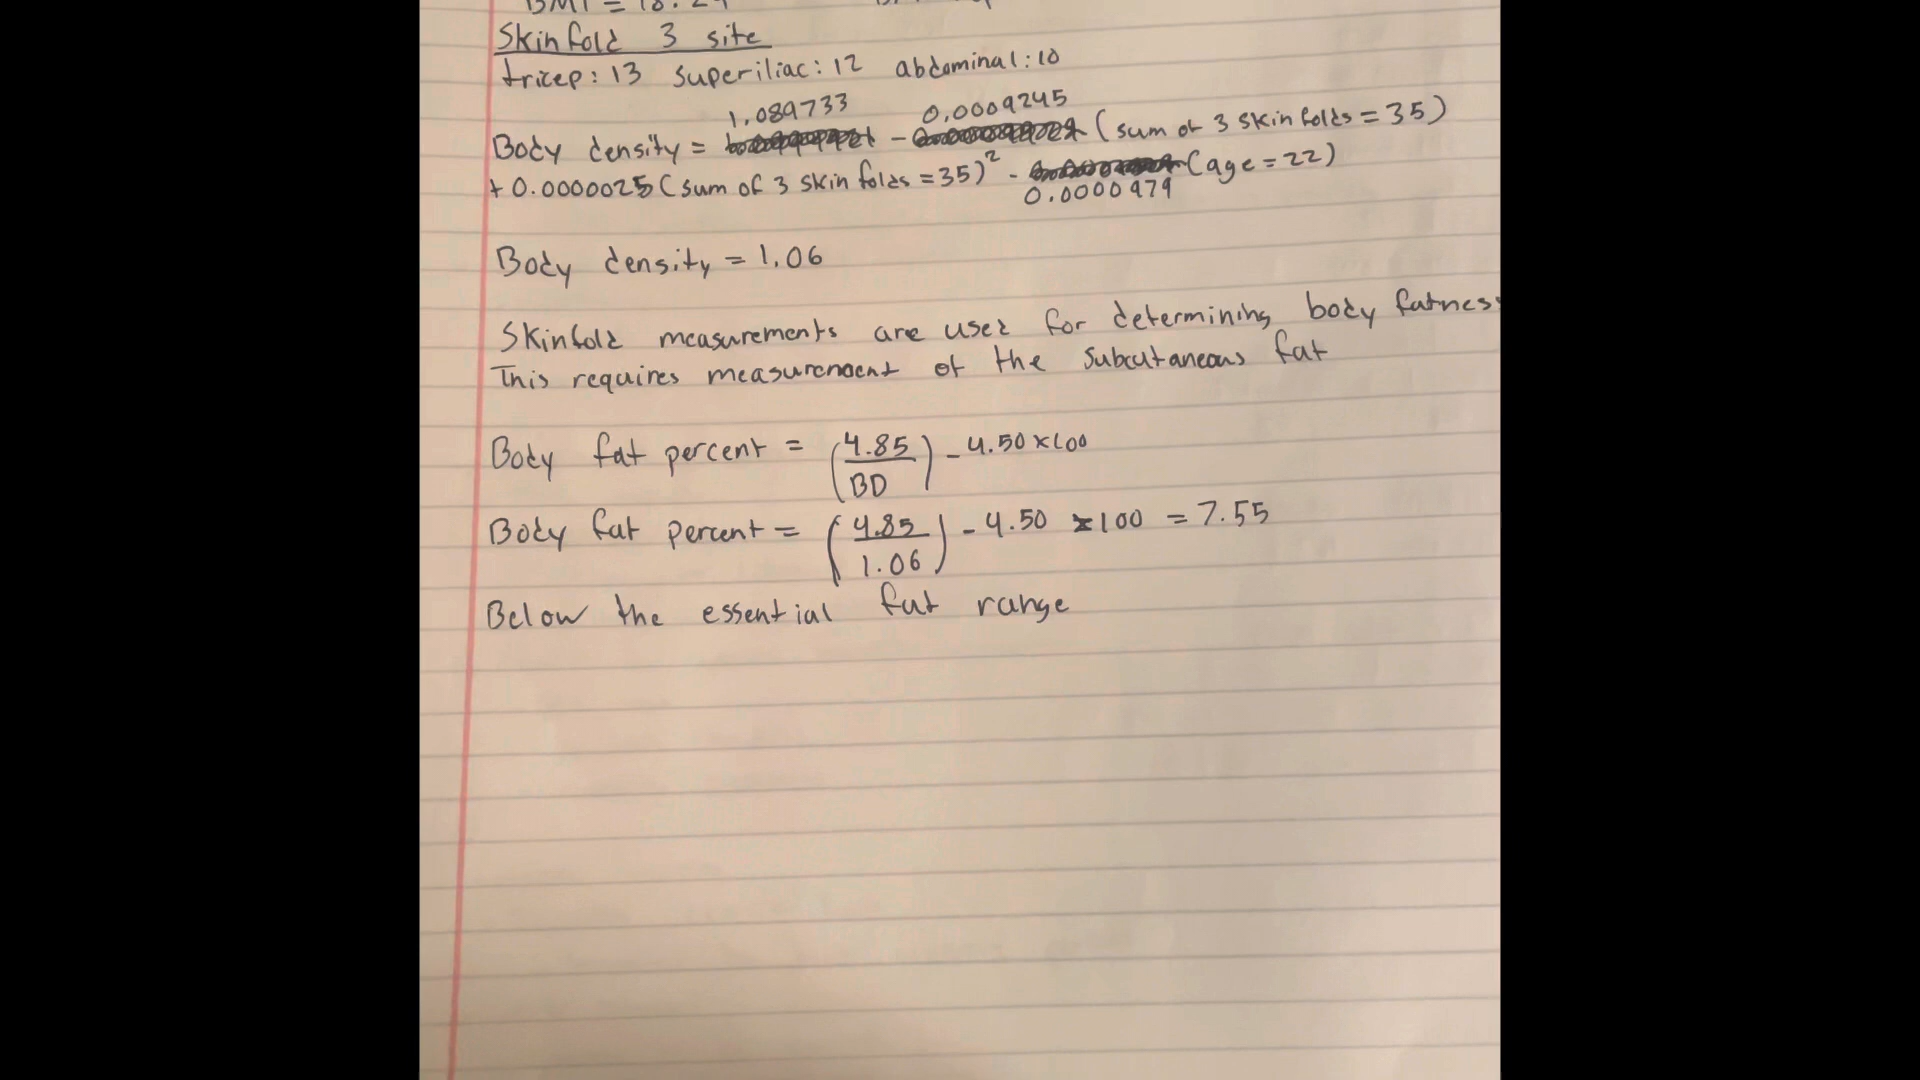 Skinfold 3 site
tricep: 13 superiliac: 12 abdominal: 10
1.089733 0.0009245
Body density = - (sum of 3 skin folds = 35)
+ 0.0000025 (sum of 3 skin folds = 35)² - (age = 22)
0.0000979
Body density = 1.06
Skinfold measurements are used for determining body fatness
This requires measurement of the subcutaneous fat
Body fat percent = (4.85/BD) - 4.50 x 100
Body fat percent = (4.85/1.06) - 4.50 x 100 = 7.55
Below the essential fat range